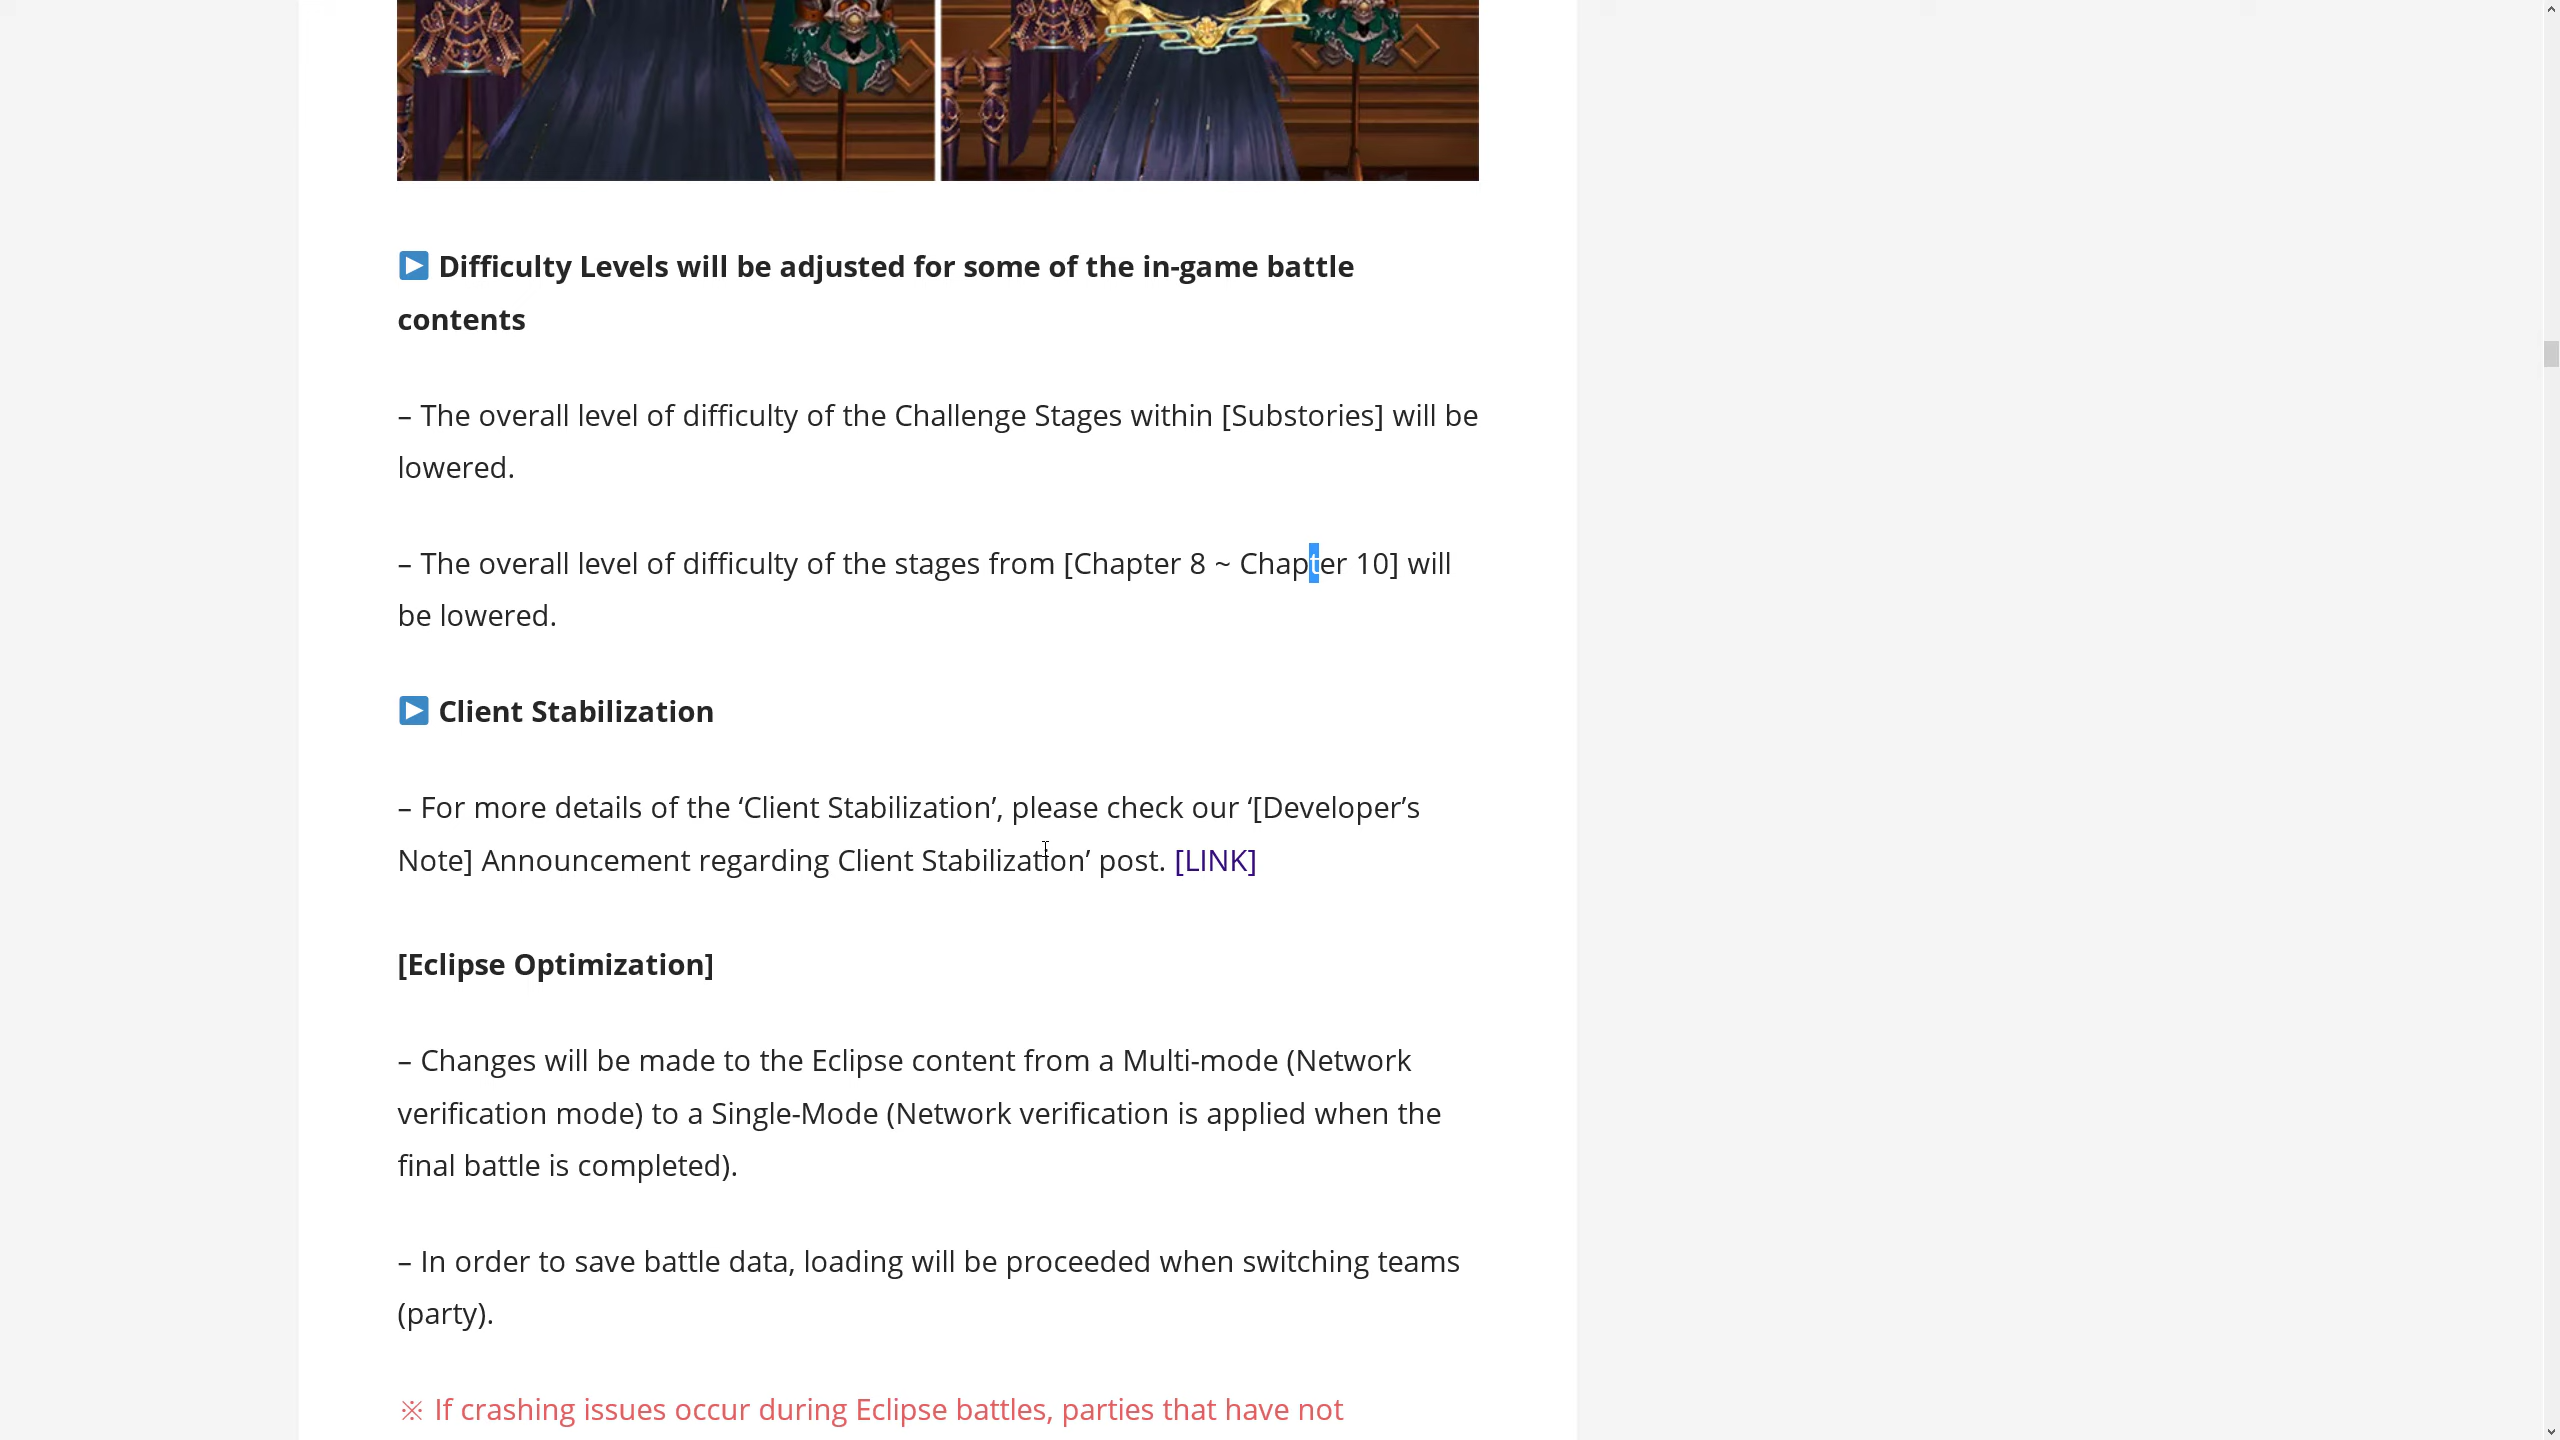 ▶ Difficulty Levels will be adjusted for some of the in-game battle
contents
– The overall level of difficulty of the Challenge Stages within [Substories] will be
lowered.
– The overall level of difficulty of the stages from [Chapter 8 ~ Chapter 10] will
be lowered.
▶ Client Stabilization
– For more details of the ‘Client Stabilization’, please check our ‘[Developer’s
Note] Announcement regarding Client Stabilization’ post. [LINK]
[Eclipse Optimization]
– Changes will be made to the Eclipse content from a Multi-mode (Network
verification mode) to a Single-Mode (Network verification is applied when the
final battle is completed).
– In order to save battle data, loading will be proceeded when switching teams
(party).
※ If crashing issues occur during Eclipse battles, parties that have not